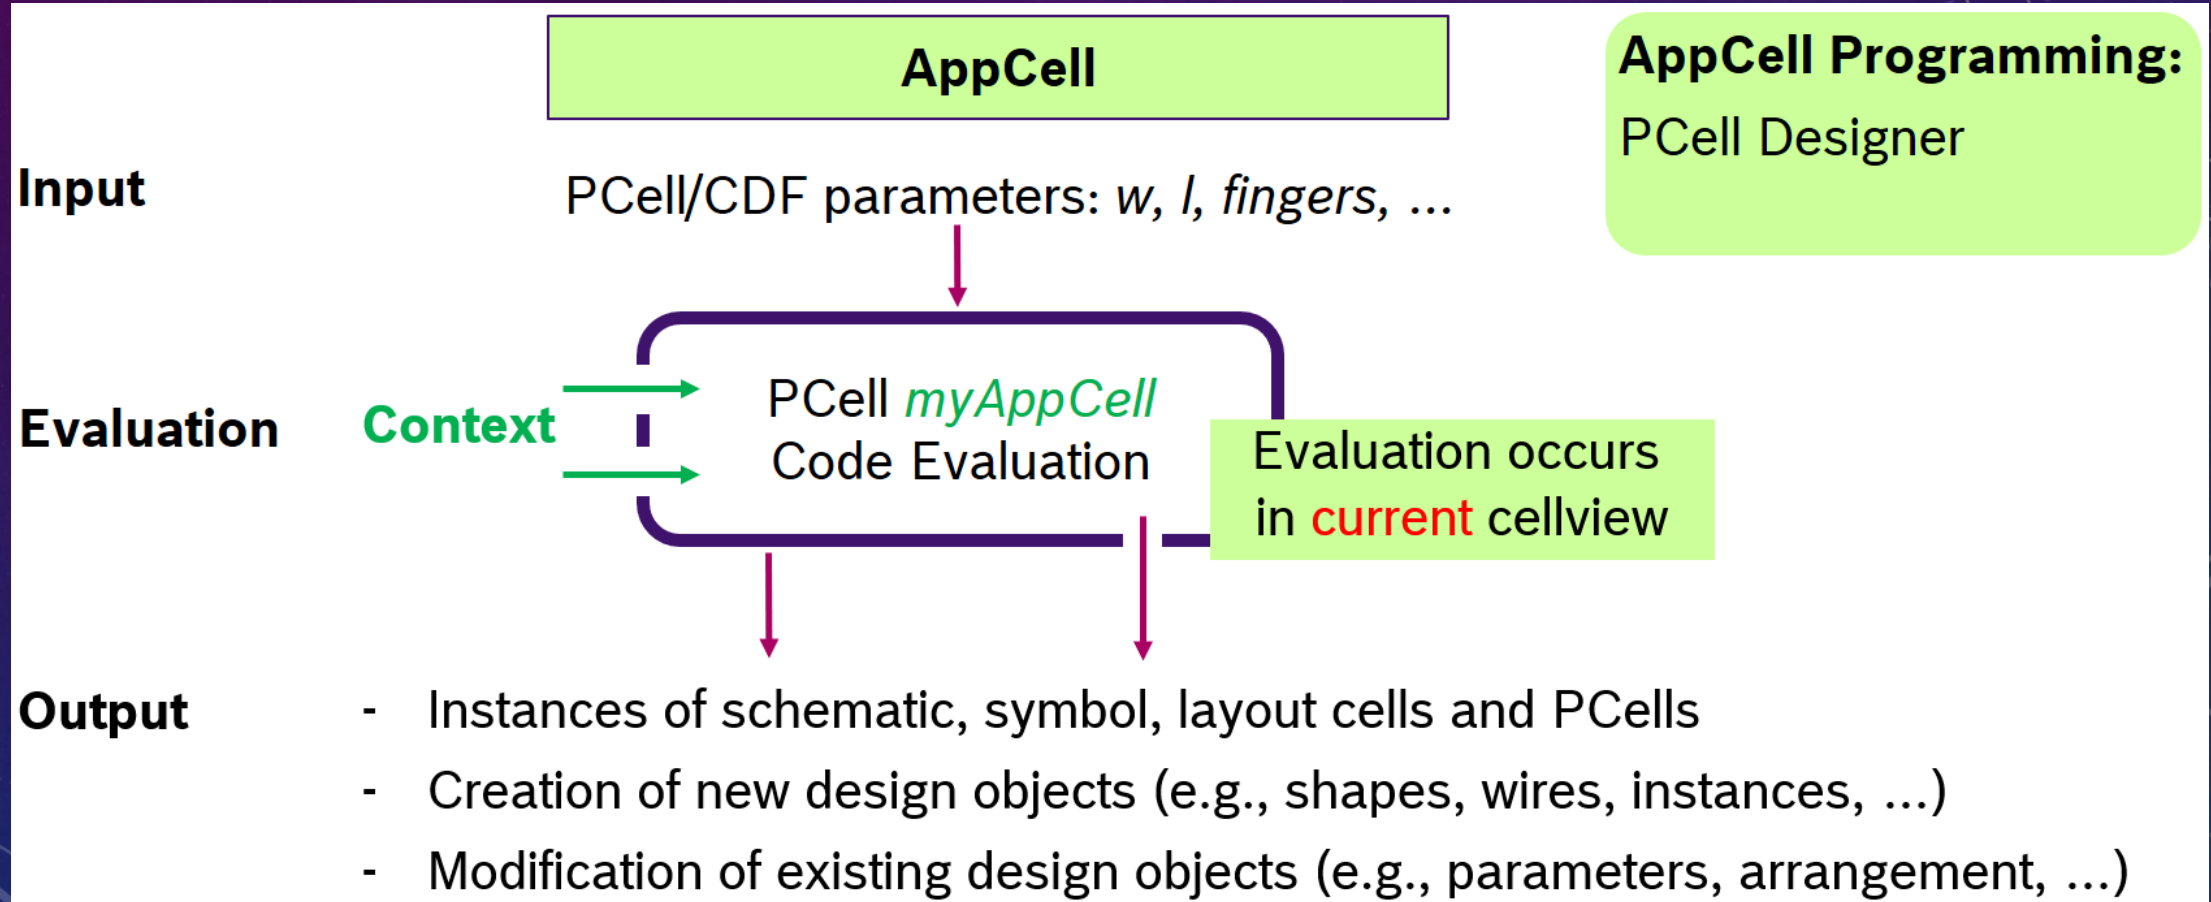 AppCell
AppCell Programming:
PCell Designer
Input
PCell/CDF parameters: w, l, fingers, ...
Evaluation
Context
PCell myAppCell
Code Evaluation
Evaluation occurs
in current cellview
Output
- Instances of schematic, symbol, layout cells and PCells
- Creation of new design objects (e.g., shapes, wires, instances, ...)
- Modification of existing design objects (e.g., parameters, arrangement, ...)